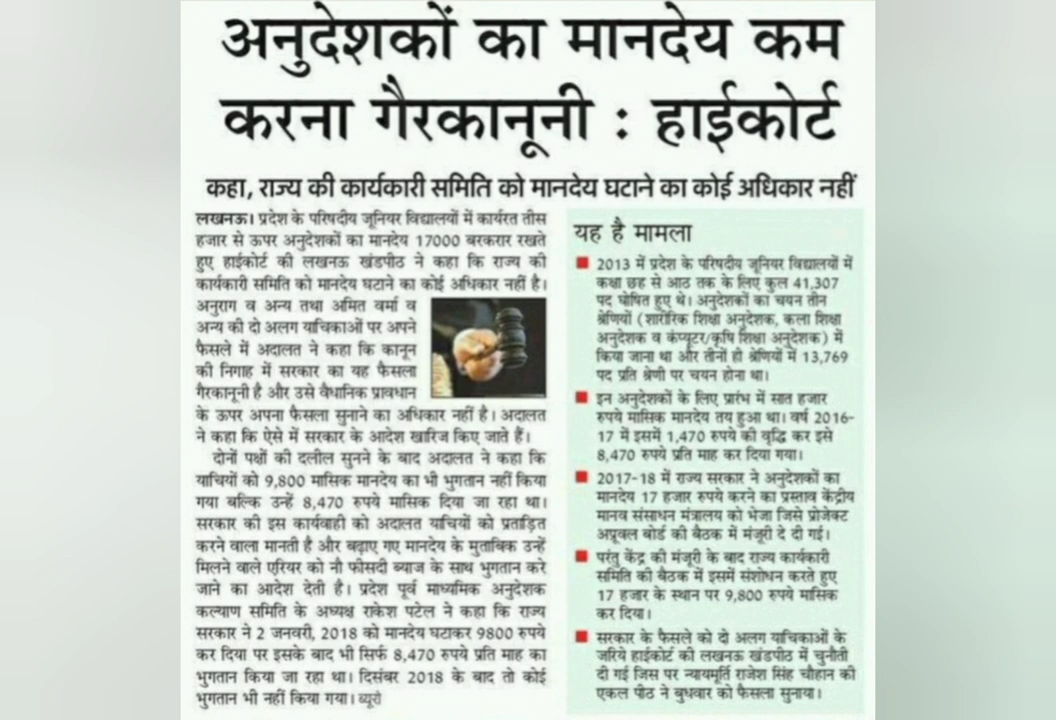 अनुदेशकों का मानदेय कम
करना गैरकानूनी : हाईकोर्ट
कहा, राज्य की कार्यकारी समिति को मानदेय घटाने का कोई अधिकार नहीं
लखनऊ। प्रदेश के परिषदीय जूनियर विद्यालयों में कार्यरत तीस
हजार से ऊपर अनुदेशकों का मानदेय 17000 बरकरार रखते
हुए हाईकोर्ट की लखनऊ खंडपीठ ने कहा कि राज्य की
कार्यकारी समिति को मानदेय घटाने का कोई अधिकार नहीं है।
अनुराग व अन्य तथा अमित वर्मा व
अन्य की दो अलग याचिकाओं पर अपने
फैसले में अदालत ने कहा कि कानून
की निगाह में सरकार का यह फैसला
गैरकानूनी है और उसे वैधानिक प्रावधान
के ऊपर अपना फैसला सुनाने का अधिकार नहीं है। अदालत
ने कहा कि ऐसे में सरकार के आदेश खारिज किए जाते हैं।
दोनों पक्षों की दलील सुनने के बाद अदालत ने कहा कि
याचियों को 9,800 मासिक मानदेय का भी भुगतान नहीं किया
गया बल्कि उन्हें 8,470 रुपये मासिक दिया जा रहा था।
सरकार की इस कार्यवाही को अदालत याचियों को प्रताड़ित
करने वाला मानती है और बढ़ाए गए मानदेय के मुताबिक उन्हें
मिलने वाले एरियर को नौ फीसदी ब्याज के साथ भुगतान करे
जाने का आदेश देती है। प्रदेश पूर्व माध्यमिक अनुदेशक
कल्याण समिति के अध्यक्ष राकेश पटेल ने कहा कि राज्य
सरकार ने 2 जनवरी, 2018 को मानदेय घटाकर 9800 रुपये
कर दिया पर इसके बाद भी सिर्फ 8,470 रुपये प्रति माह का
भुगतान किया जा रहा था। दिसंबर 2018 के बाद तो कोई
भुगतान भी नहीं किया गया। ब्यूरो
यह है मामला
2013 में प्रदेश के परिषदीय जूनियर विद्यालयों में
कक्षा छह से आठ तक के लिए कुल 41,307
पद घोषित हुए थे। अनुदेशकों का चयन तीन
श्रेणियों (शारीरिक शिक्षा अनुदेशक, कला शिक्षा
अनुदेशक व कंप्यूटर/कृषि शिक्षा अनुदेशक) में
किया जाना था और तीनों ही श्रेणियों में 13,769
पद प्रति श्रेणी पर चयन होना था।
इन अनुदेशकों के लिए प्रारंभ में सात हजार
रुपये मासिक मानदेय तय हुआ था। वर्ष 2016-
17 में इसमें 1,470 रुपये की वृद्धि कर इसे
8,470 रुपये प्रति माह कर दिया गया।
2017-18 में राज्य सरकार ने अनुदेशकों का
मानदेय 17 हजार रुपये करने का प्रस्ताव केंद्रीय
मानव संसाधन मंत्रालय को भेजा जिसे प्रोजेक्ट
अप्रूवल बोर्ड की बैठक में मंजूरी दे दी गई।
परंतु केंद्र की मंजूरी के बाद राज्य कार्यकारी
समिति की बैठक में इसमें संशोधन करते हुए
17 हजार के स्थान पर 9,800 रुपये मासिक
कर दिया।
सरकार के फैसले को दो अलग याचिकाओं के
जरिये हाईकोर्ट की लखनऊ खंडपीठ में चुनौती
दी गई जिस पर न्यायमूर्ति राजेश सिंह चौहान की
एकल पीठ ने बुधवार को फैसला सुनाया।